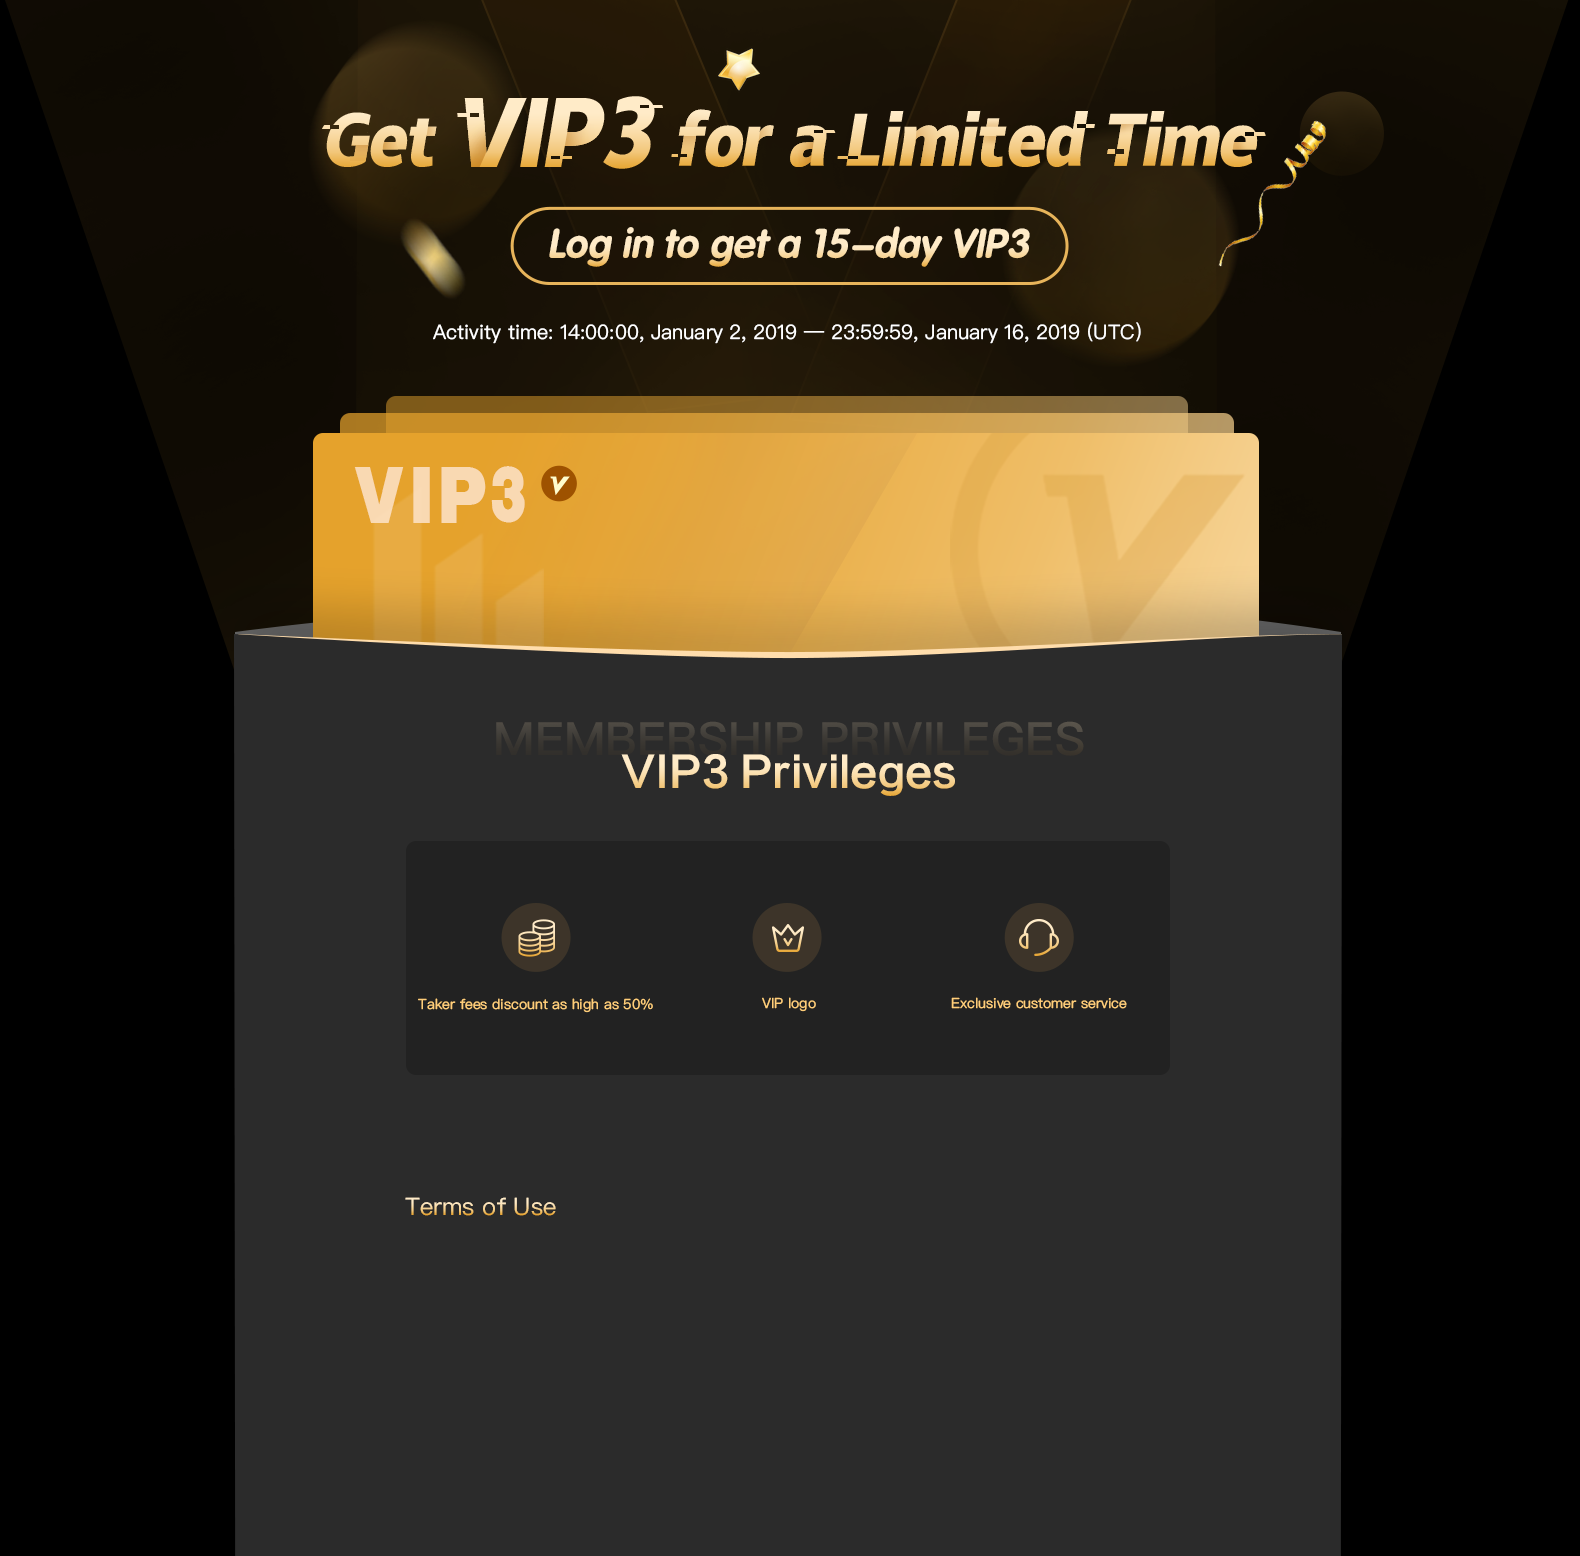 Get VIP3 for a Limited Time
Log in to get a 15-day VIP3
Activity time: 14:00:00, January 2, 2019 — 23:59:59, January 16, 2019 (UTC)
VIP3 V
V
MEMBERSHIP PRIVILEGES
VIP3 Privileges
Taker fees discount as high as 50%
VIP logo
Exclusive customer service
Terms of Use